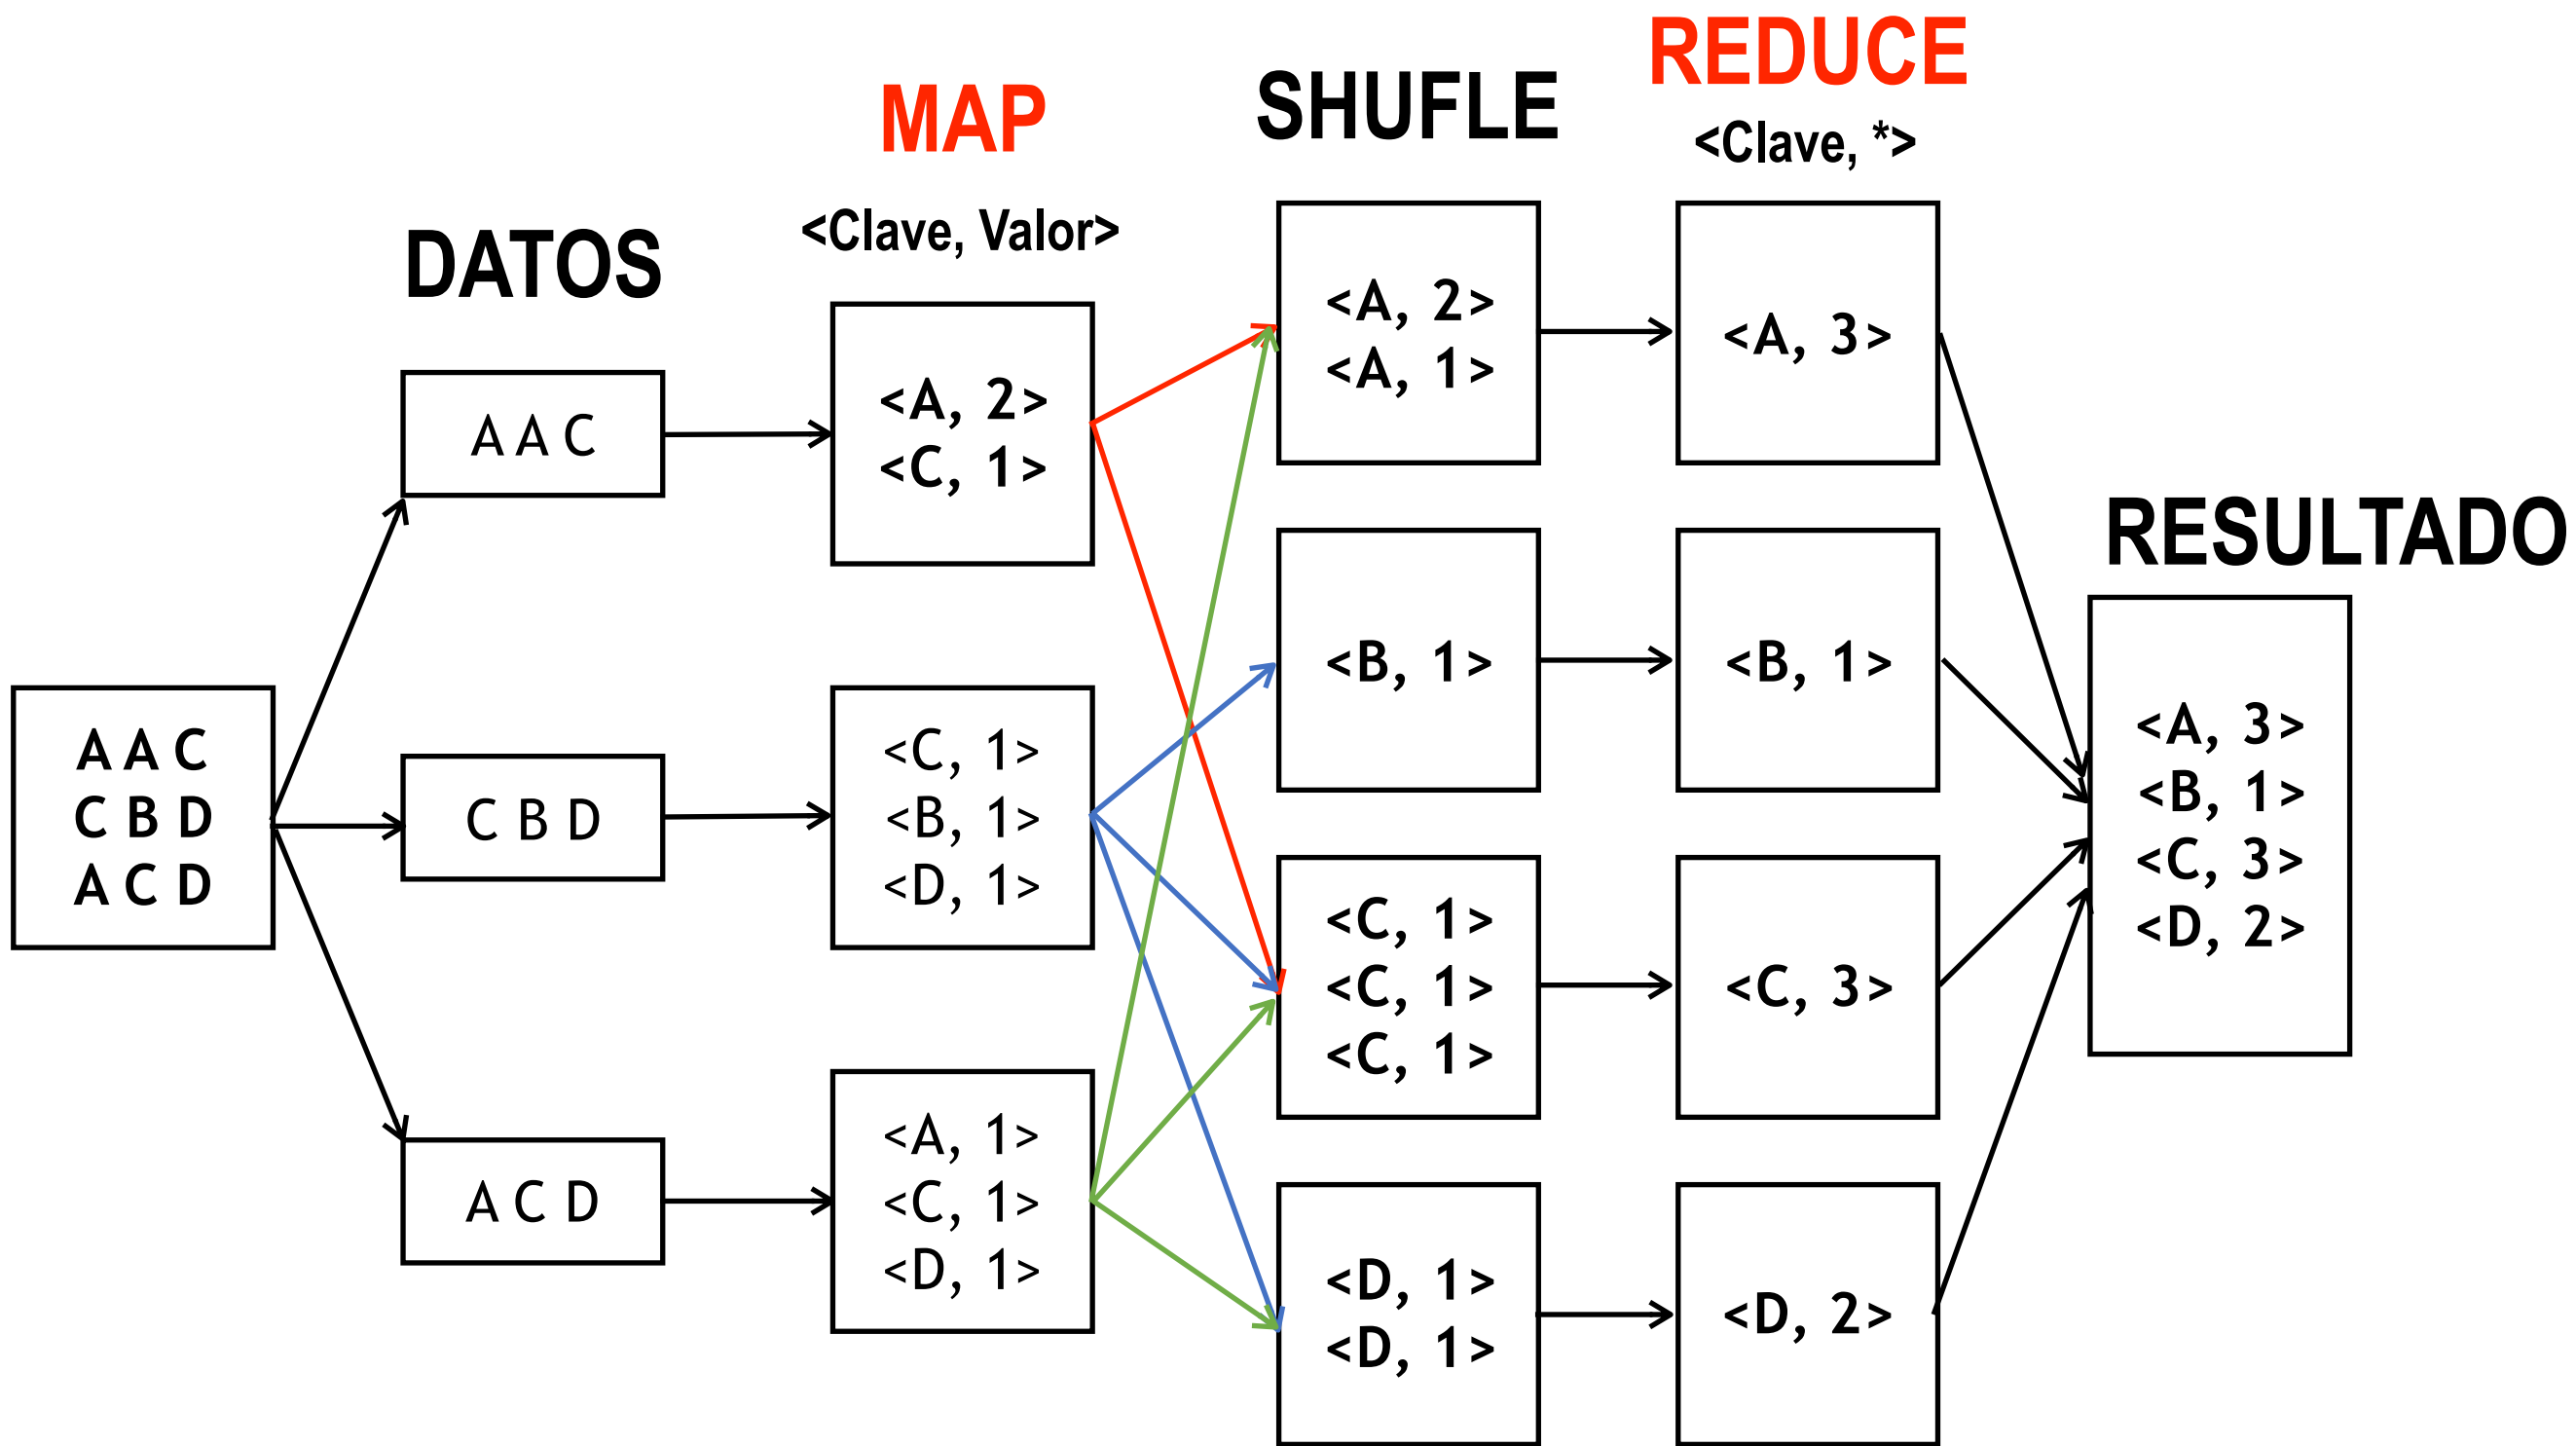 DATOS
MAP
<Clave, Valor>
SHUFLE
REDUCE
<Clave, *>
RESULTADO
A A C
C B D
A C D
A A C
C B D
A C D
<A, 2>
<C, 1>
<C, 1>
<B, 1>
<D, 1>
<A, 1>
<C, 1>
<D, 1>
<A, 2>
<A, 1>
<B, 1>
<C, 1>
<C, 1>
<C, 1>
<D, 1>
<D, 1>
<A, 3>
<B, 1>
<C, 3>
<D, 2>
<A, 3>
<B, 1>
<C, 3>
<D, 2>